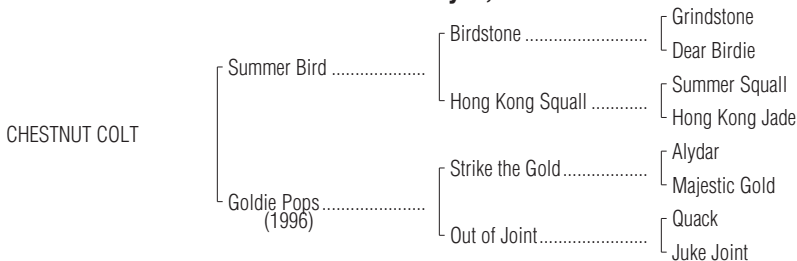 Grindstone
Birdstone ..........................
Dear Birdie
Summer Bird ....................
Summer Squall
Hong Kong Squall ............
Hong Kong Jade
CHESTNUT COLT
Alydar
Strike the Gold..................
Majestic Gold
Goldie Pops......................
(1996)
Quack
Out of Joint.......................
Juke Joint